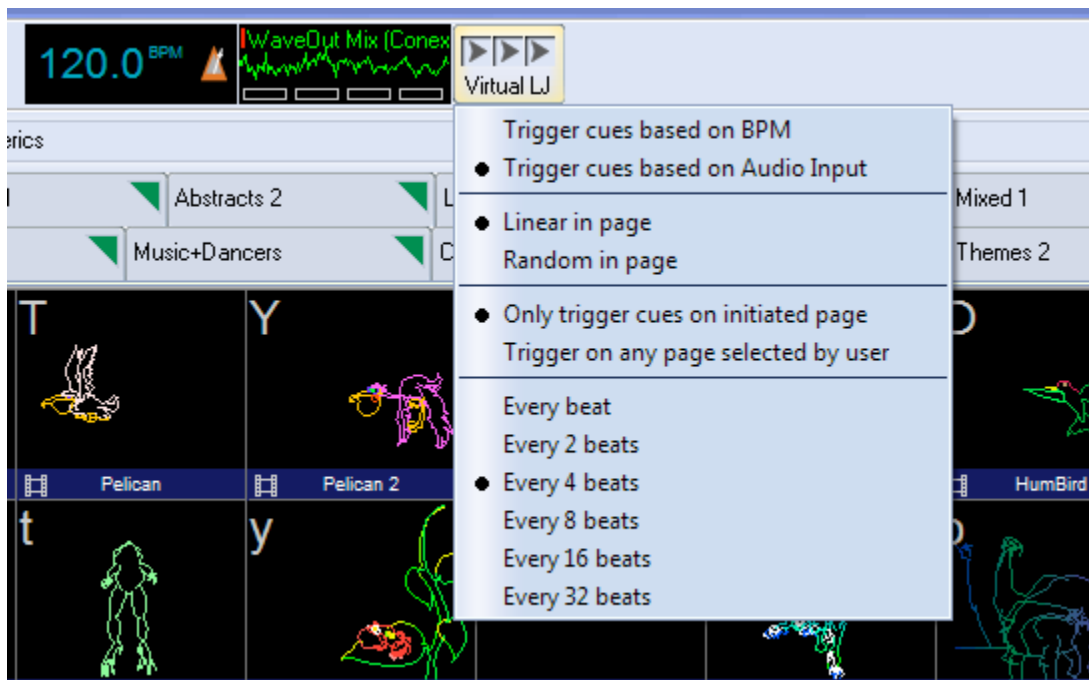 120.0 BPM
WaveOut Mix (Conex
Virtual LJ
Trigger cues based on BPM
Trigger cues based on Audio Input
Linear in page
Random in page
Only trigger cues on initiated page
Trigger on any page selected by user
Every beat
Every 2 beats
Every 4 beats
Every 8 beats
Every 16 beats
Every 32 beats
erics
Abstracts 2
L
Mixed 1
Music+Dancers
C
Themes 2
T
Y
Pelican
Pelican 2
HumBird
t
y